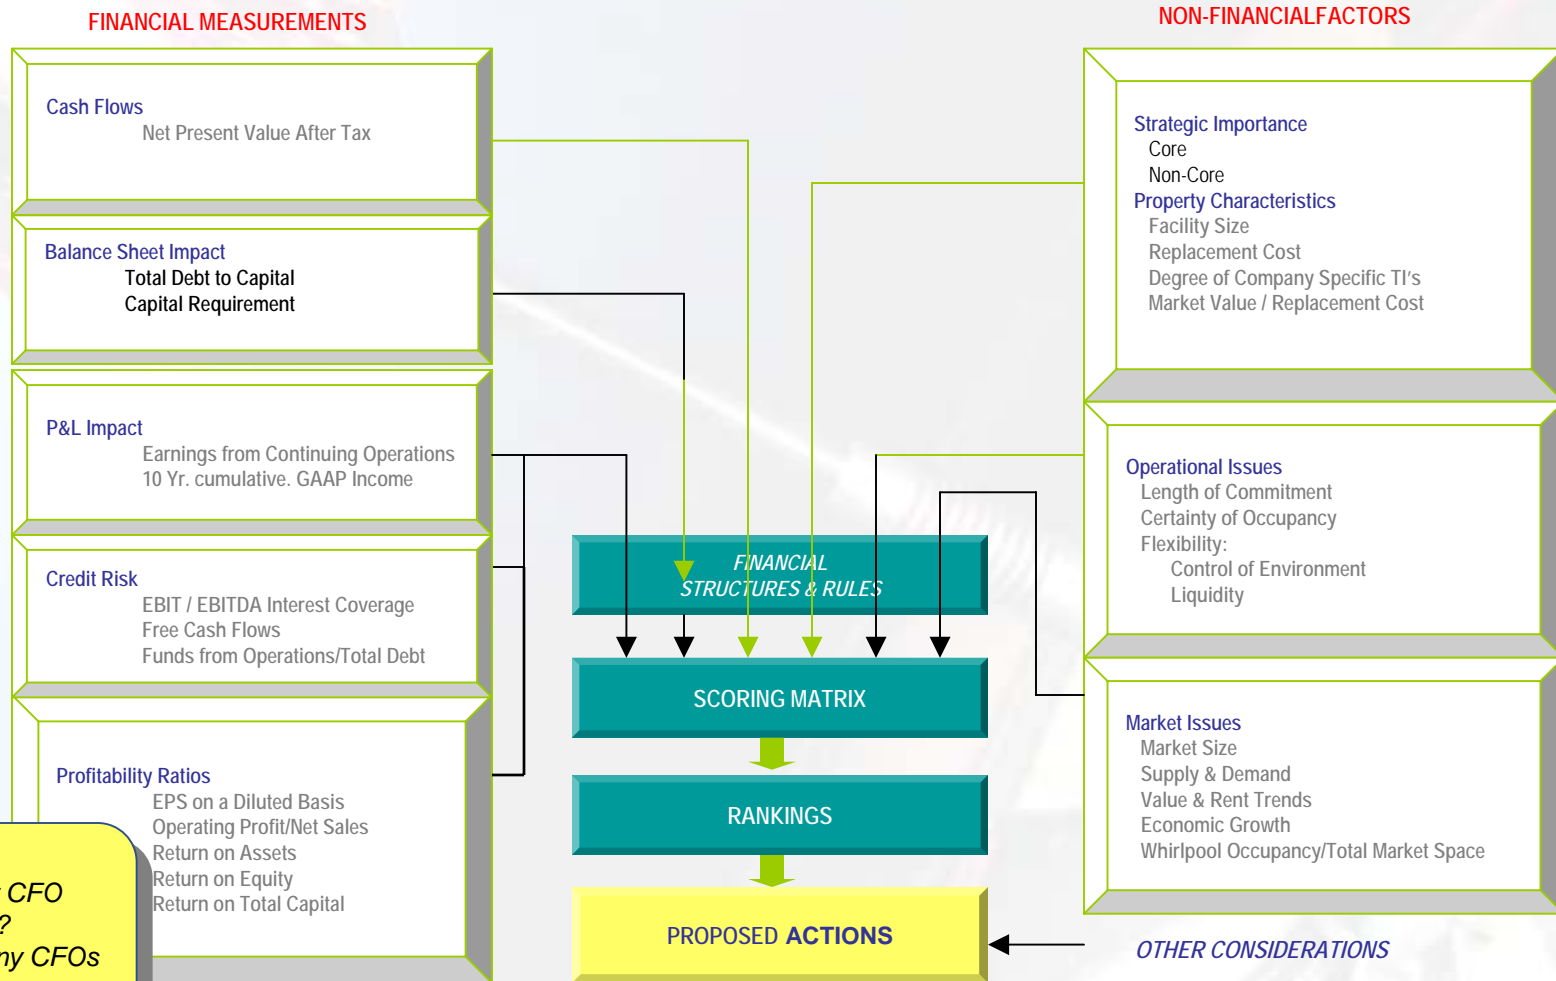 FINANCIAL MEASUREMENTS
Cash Flows
Net Present Value After Tax
Balance Sheet Impact
Total Debt to Capital
Capital Requirement
P&L Impact
Earnings from Continuing Operations
10 Yr. cumulative. GAAP Income
Credit Risk
EBIT / EBITDA Interest Coverage
Free Cash Flows
Funds from Operations/Total Debt
Profitability Ratios
EPS on a Diluted Basis
Operating Profit/Net Sales
Return on Assets
Return on Equity
Return on Total Capital
CFO
?
CFOs
FINANCIAL
STRUCTURES & RULES
SCORING MATRIX
RANKINGS
PROPOSED ACTIONS
NON-FINANCIALFACTORS
Strategic Importance
Core
Non-Core
Property Characteristics
Facility Size
Replacement Cost
Degree of Company Specific TI's
Market Value / Replacement Cost
Operational Issues
Length of Commitment
Certainty of Occupancy
Flexibility:
Control of Environment
Liquidity
Market Issues
Market Size
Supply & Demand
Value & Rent Trends
Economic Growth
Whirlpool Occupancy/Total Market Space
OTHER CONSIDERATIONS